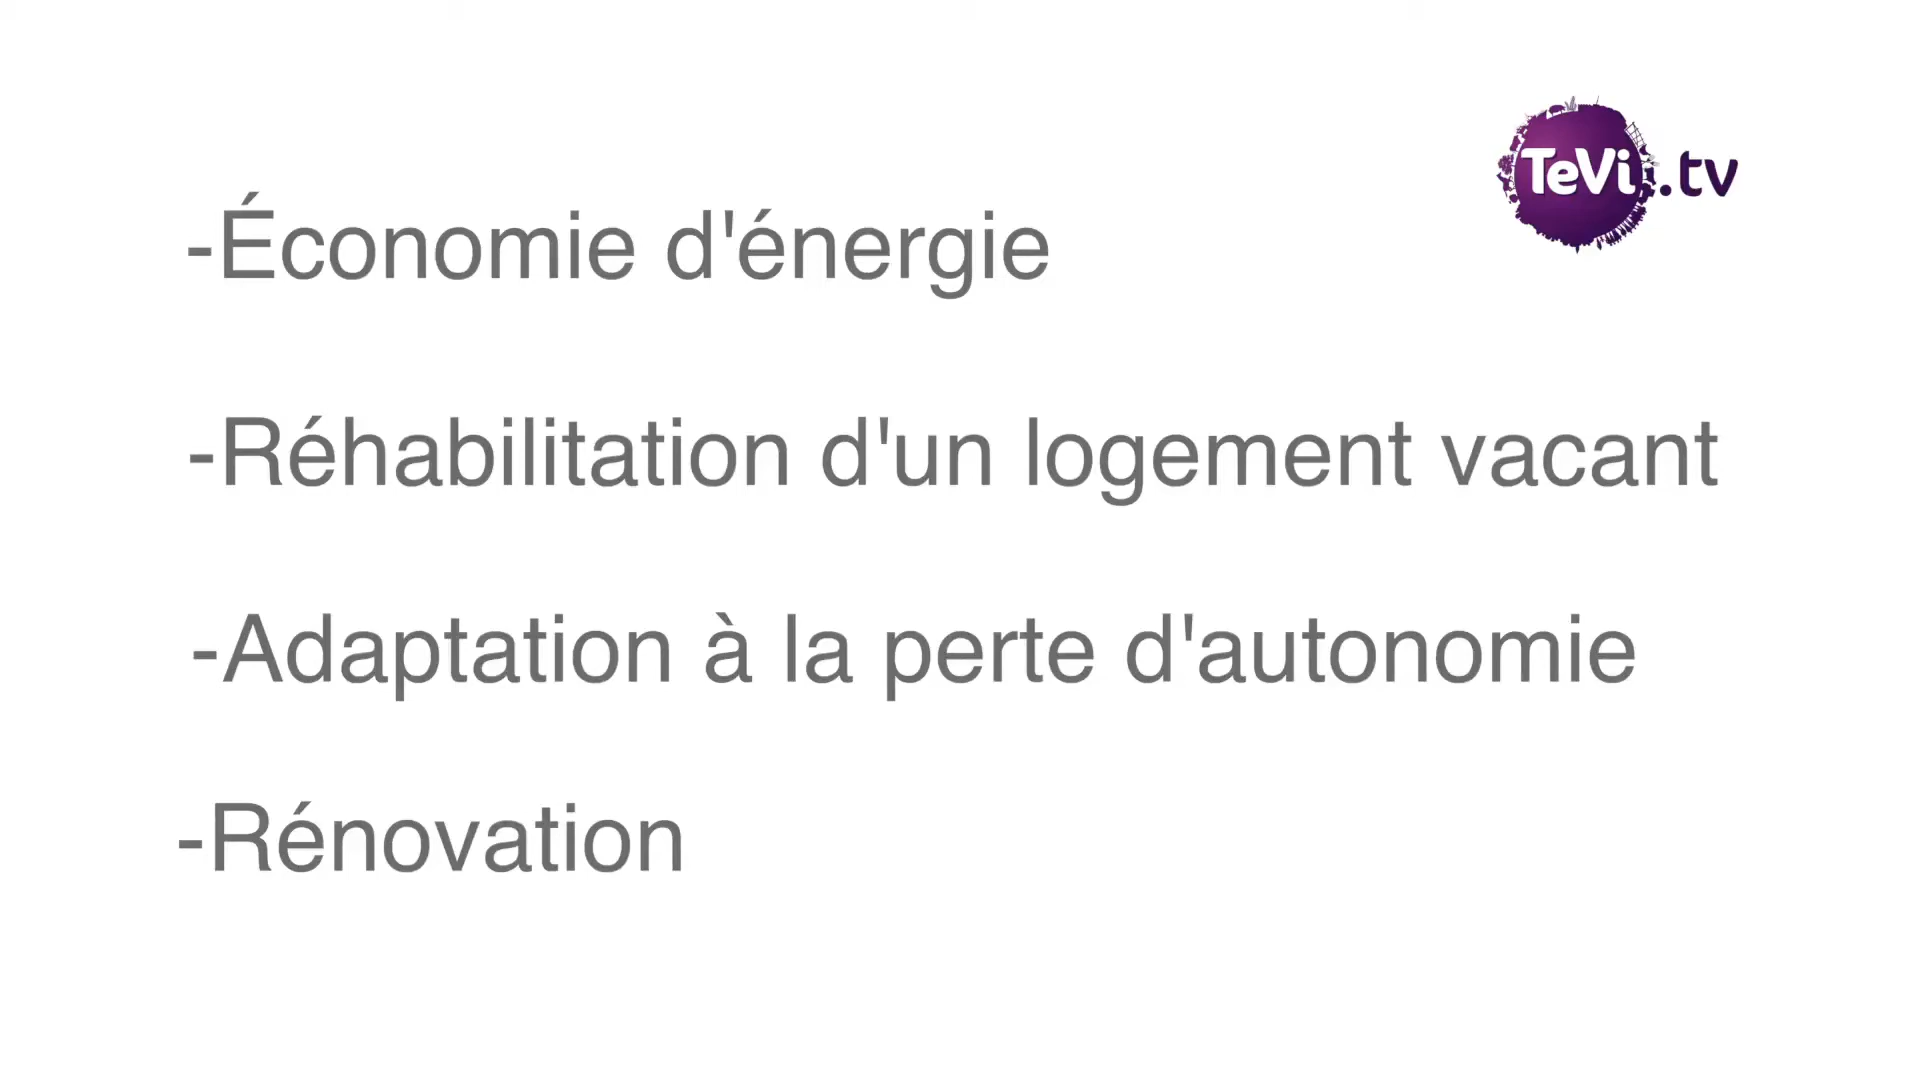 TeVi.tv
-Économie d'énergie
-Réhabilitation d'un logement vacant
-Adaptation à la perte d'autonomie
-Rénovation